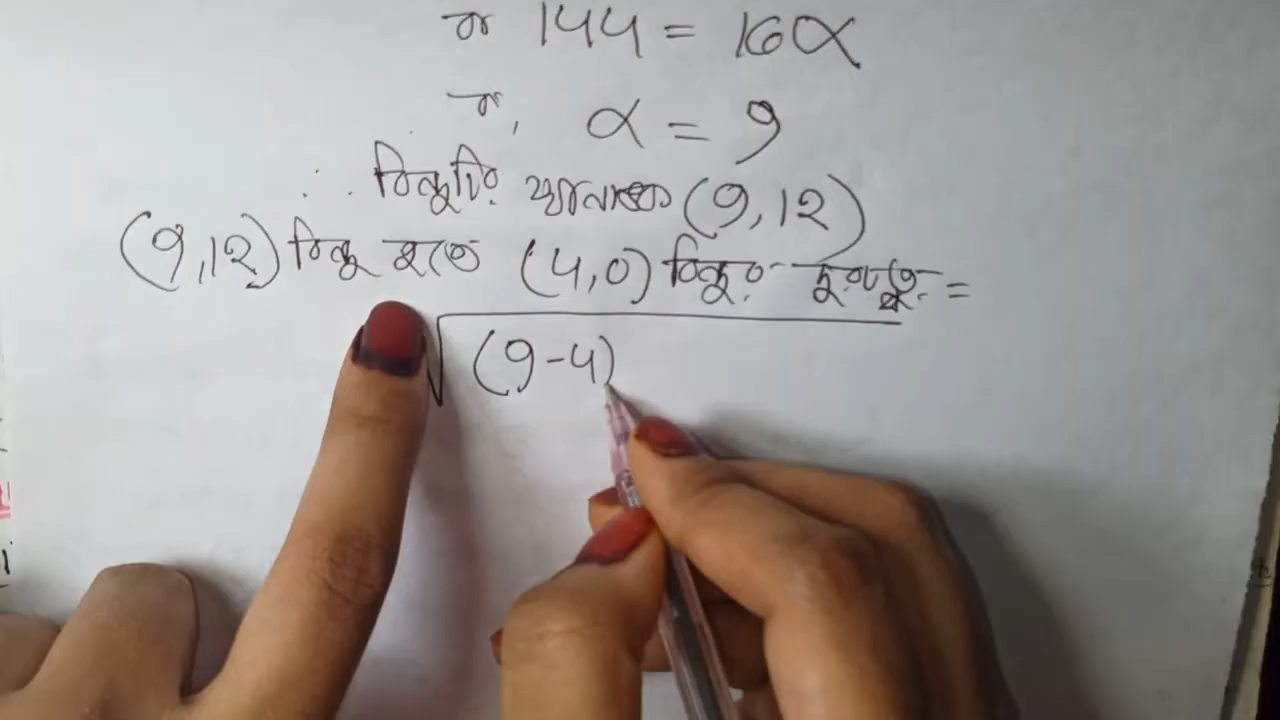 বা 144 = 16α
বা, α = 9
∴ বিন্দুটির স্থানাঙ্ক (9,12)
(9,12) বিন্দু হতে (4,0) বিন্দুর দূরত্ব =
√(9-4)